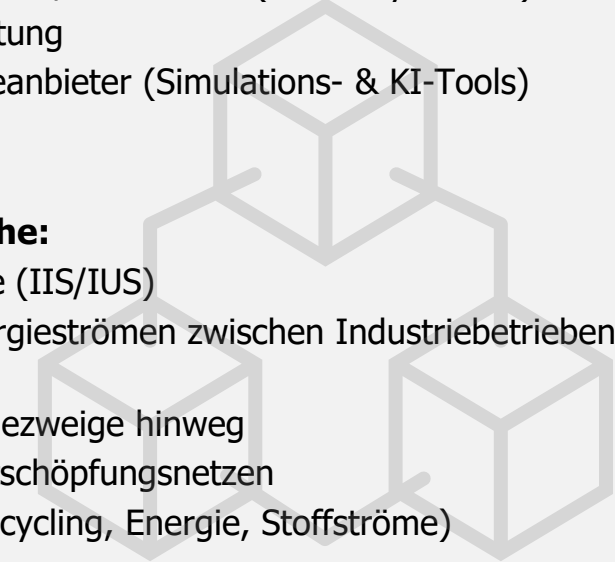 tung
eanbieter (Simulations- & KI-Tools)
he:
e (IIS/IUS)
rgieströmen zwischen Industriebetrieben
ezweige hinweg
schöpfungsnetzen
cycling, Energie, Stoffströme)